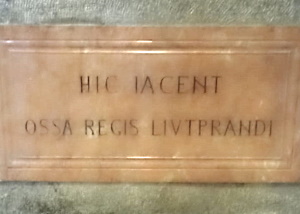 HIC IACENT
OSSA REGIS LIVTPRANDI